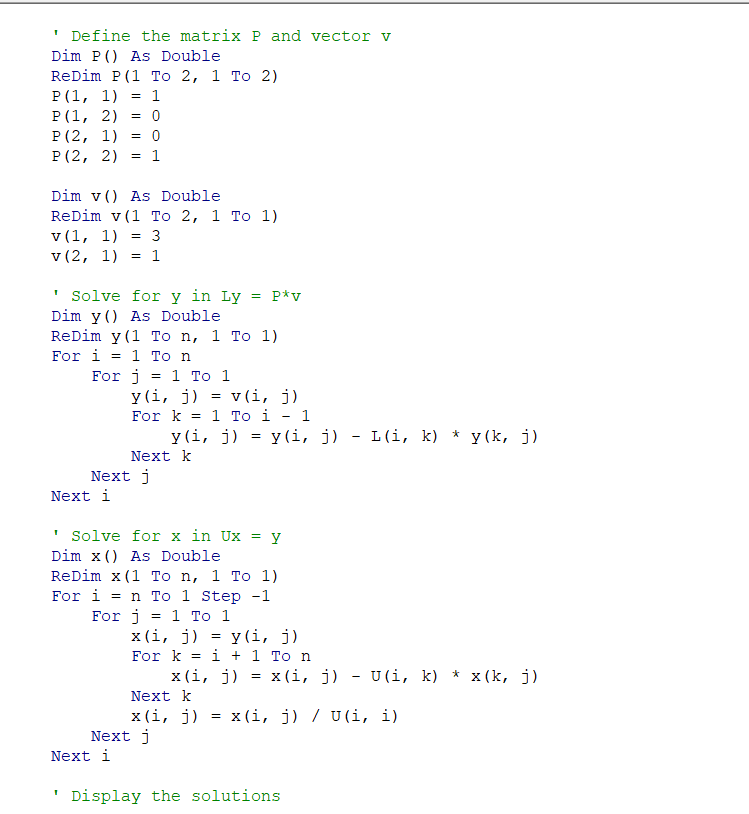 ' Define the matrix P and vector v
Dim P() As Double
ReDim P(1 To 2, 1 To 2)
P(1, 1) = 1
P(1, 2) = 0
P(2, 1) = 0
P(2, 2) = 1

Dim v() As Double
ReDim v(1 To 2, 1 To 1)
v(1, 1) = 3
v(2, 1) = 1

' Solve for y in Ly = P*v
Dim y() As Double
ReDim y(1 To n, 1 To 1)
For i = 1 To n
    For j = 1 To 1
        y(i, j) = v(i, j)
        For k = 1 To i - 1
            y(i, j) = y(i, j) - L(i, k) * y(k, j)
        Next k
    Next j
Next i

' Solve for x in Ux = y
Dim x() As Double
ReDim x(1 To n, 1 To 1)
For i = n To 1 Step -1
    For j = 1 To 1
        x(i, j) = y(i, j)
        For k = i + 1 To n
            x(i, j) = x(i, j) - U(i, k) * x(k, j)
        Next k
        x(i, j) = x(i, j) / U(i, i)
    Next j
Next i

' Display the solutions